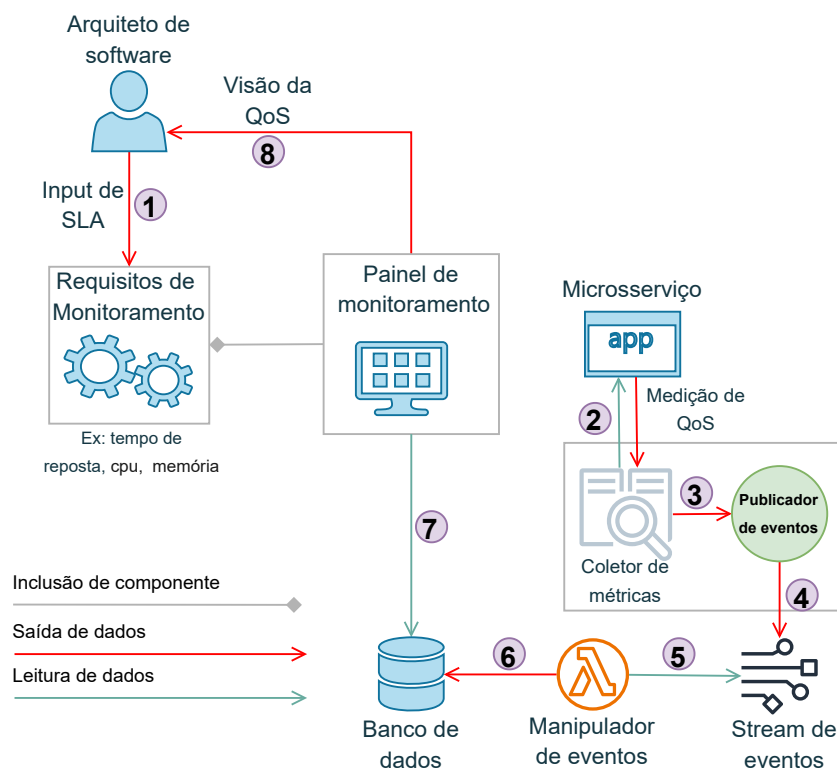 Arquiteto de
software
Visão da
QoS
8
Input de
SLA
1
Requisitos de
Monitoramento
Ex: tempo de
reposta, cpu, memória
Painel de
monitoramento
Microsserviço
app
2
Medição de
QoS
3
Publicador
de eventos
Coletor de
métricas
4
7
Inclusão de componente
Saída de dados
Leitura de dados
6
5
Banco de
dados
Manipulador
de eventos
Stream de
eventos